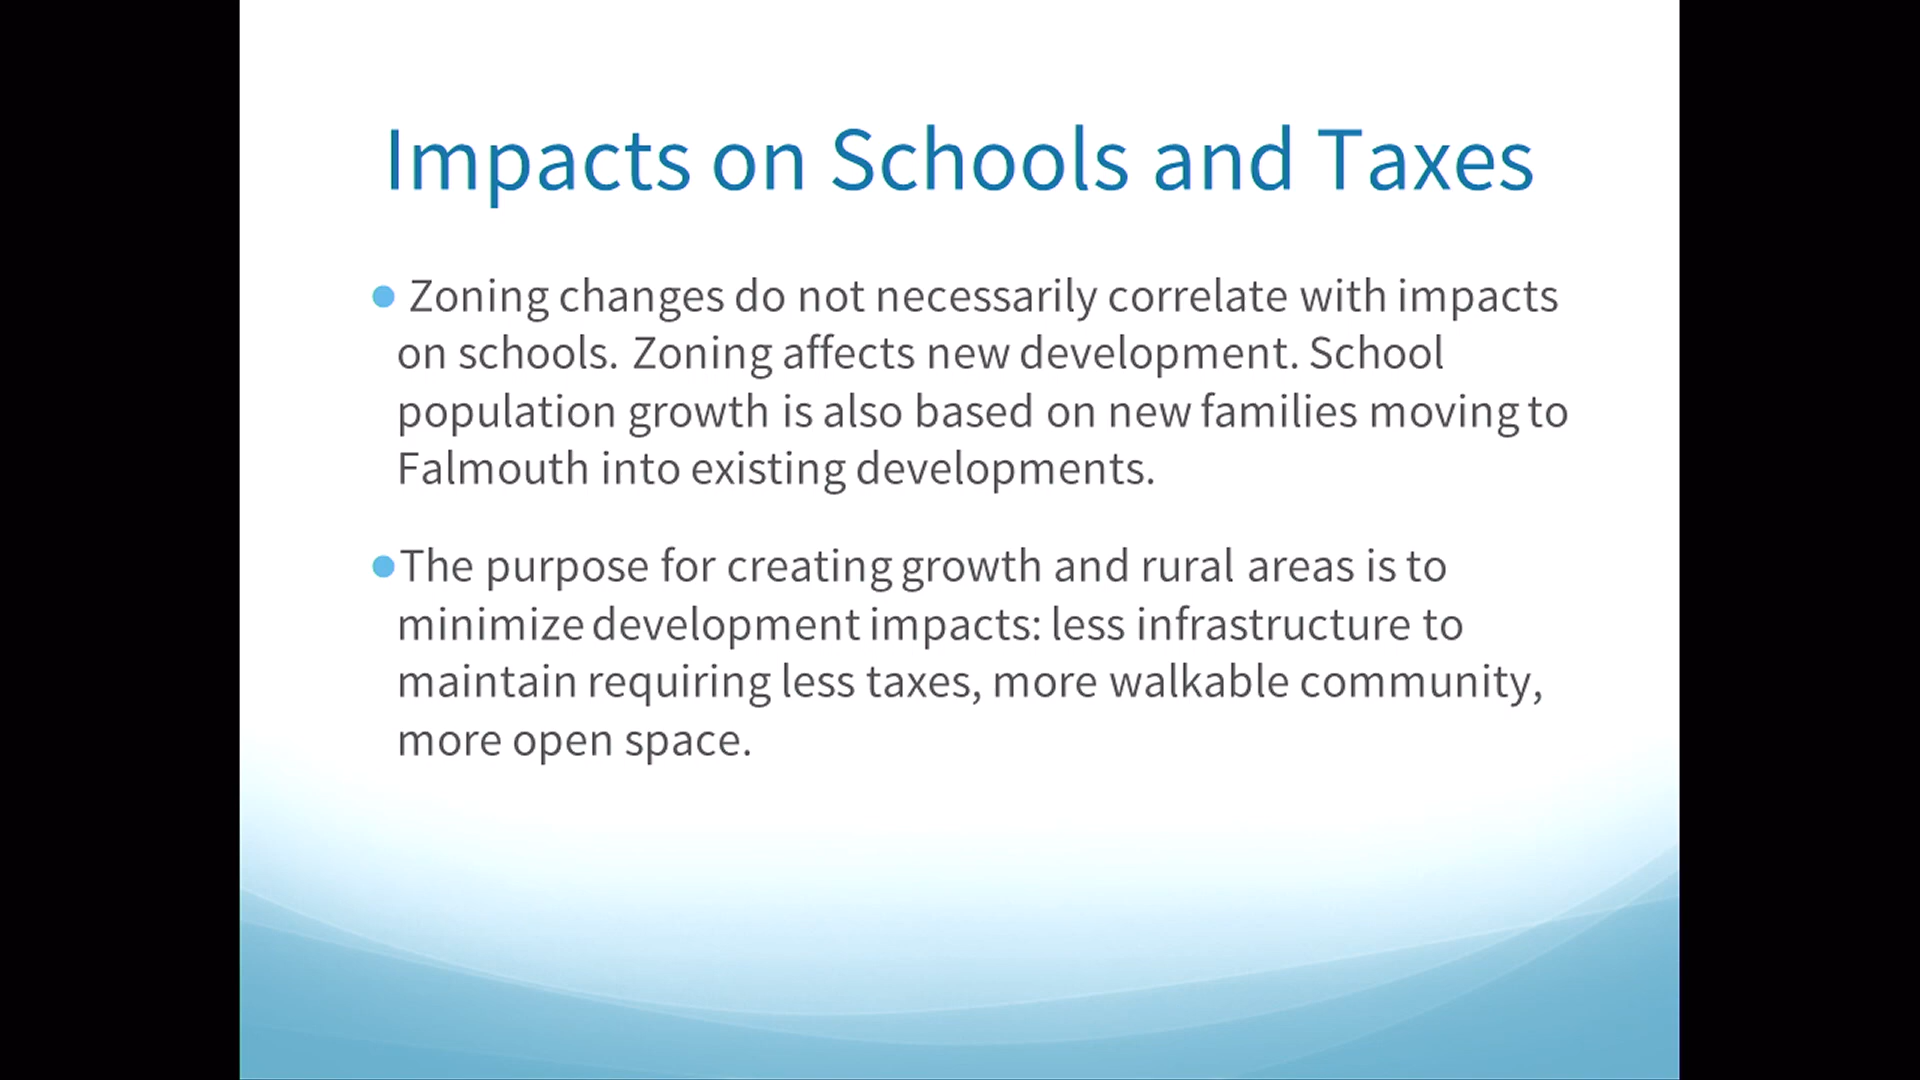 Impacts on Schools and Taxes
● Zoning changes do not necessarily correlate with impacts
on schools. Zoning affects new development. School
population growth is also based on new families moving to
Falmouth into existing developments.
●The purpose for creating growth and rural areas is to
minimize development impacts: less infrastructure to
maintain requiring less taxes, more walkable community,
more open space.